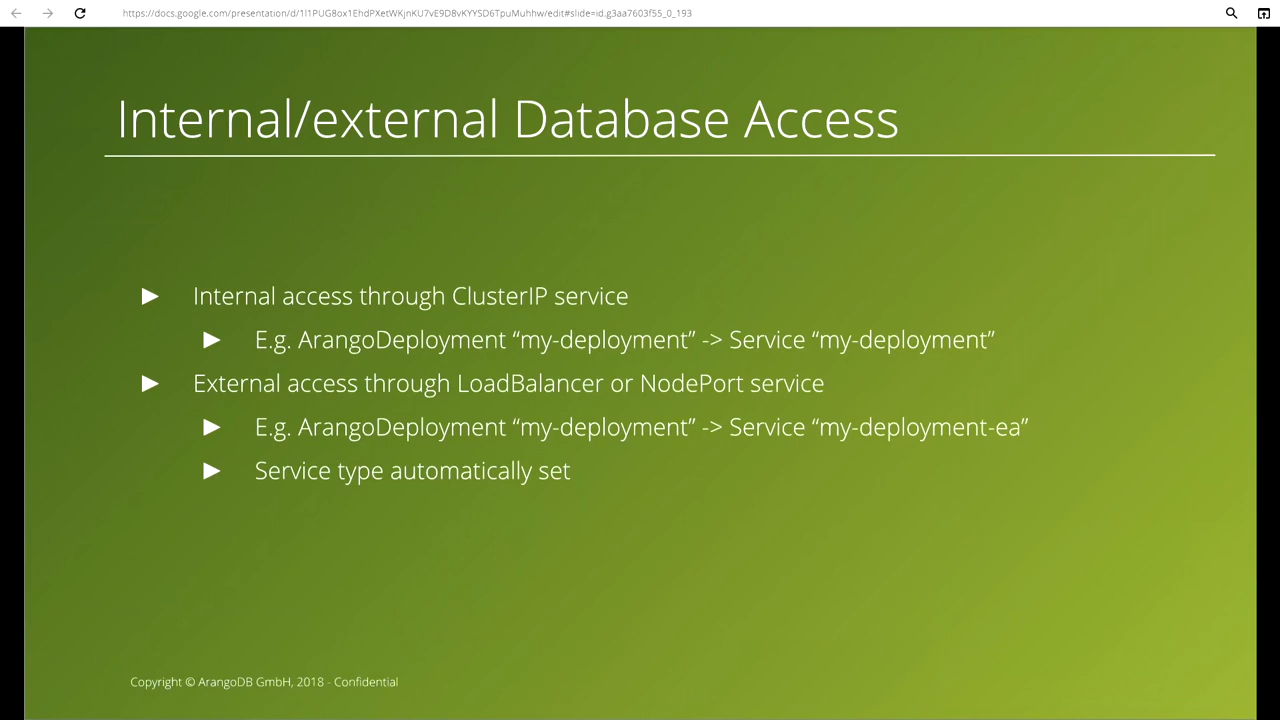 https://docs.google.com/presentation/d/1l1PUG8ox1EhdPXetWKjnKU7vE9D8vKYYSD6TpuMuhhw/edit#slide=id.g3aa7603f55_0_193
Internal/external Database Access
► Internal access through ClusterIP service
► E.g. ArangoDeployment “my-deployment” -> Service “my-deployment”
► External access through LoadBalancer or NodePort service
► E.g. ArangoDeployment “my-deployment” -> Service “my-deployment-ea”
► Service type automatically set
Copyright © ArangoDB GmbH, 2018 - Confidential